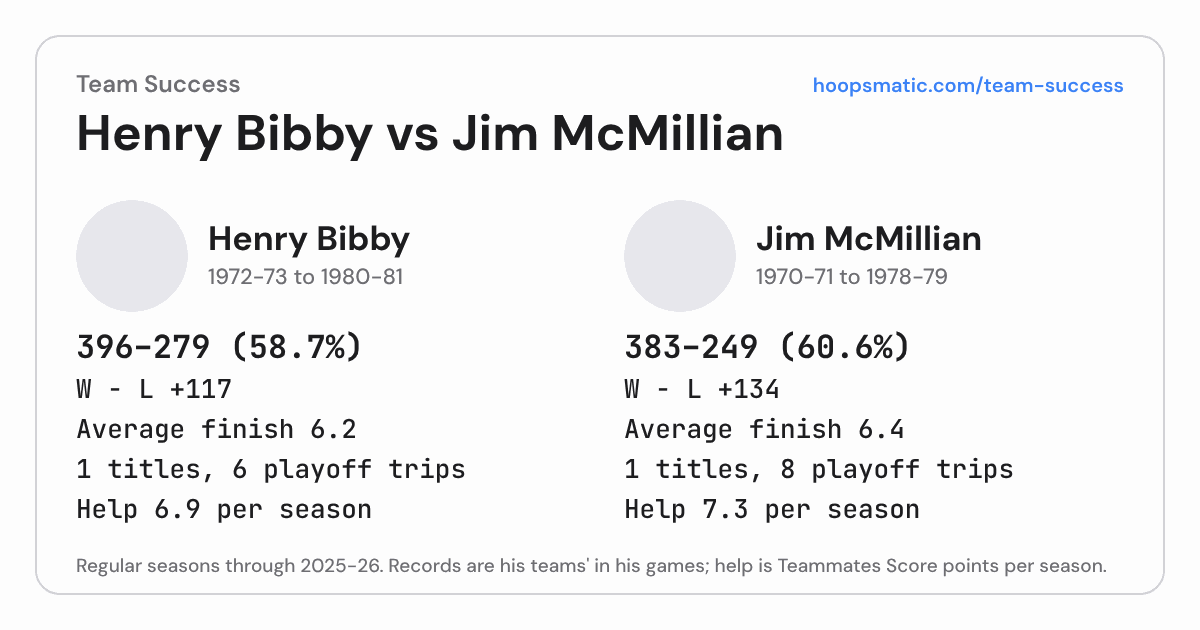 Team Success
hoopsmatic.com/team-success
Henry Bibby vs Jim McMillian
Henry Bibby
1972-73 to 1980-81
396-279 (58.7%)
W - L +117
Average finish 6.2
1 titles, 6 playoff trips
Help 6.9 per season
Jim McMillian
1970-71 to 1978-79
383-249 (60.6%)
W - L +134
Average finish 6.4
1 titles, 8 playoff trips
Help 7.3 per season
Regular seasons through 2025-26. Records are his teams' in his games; help is Teammates Score points per season.